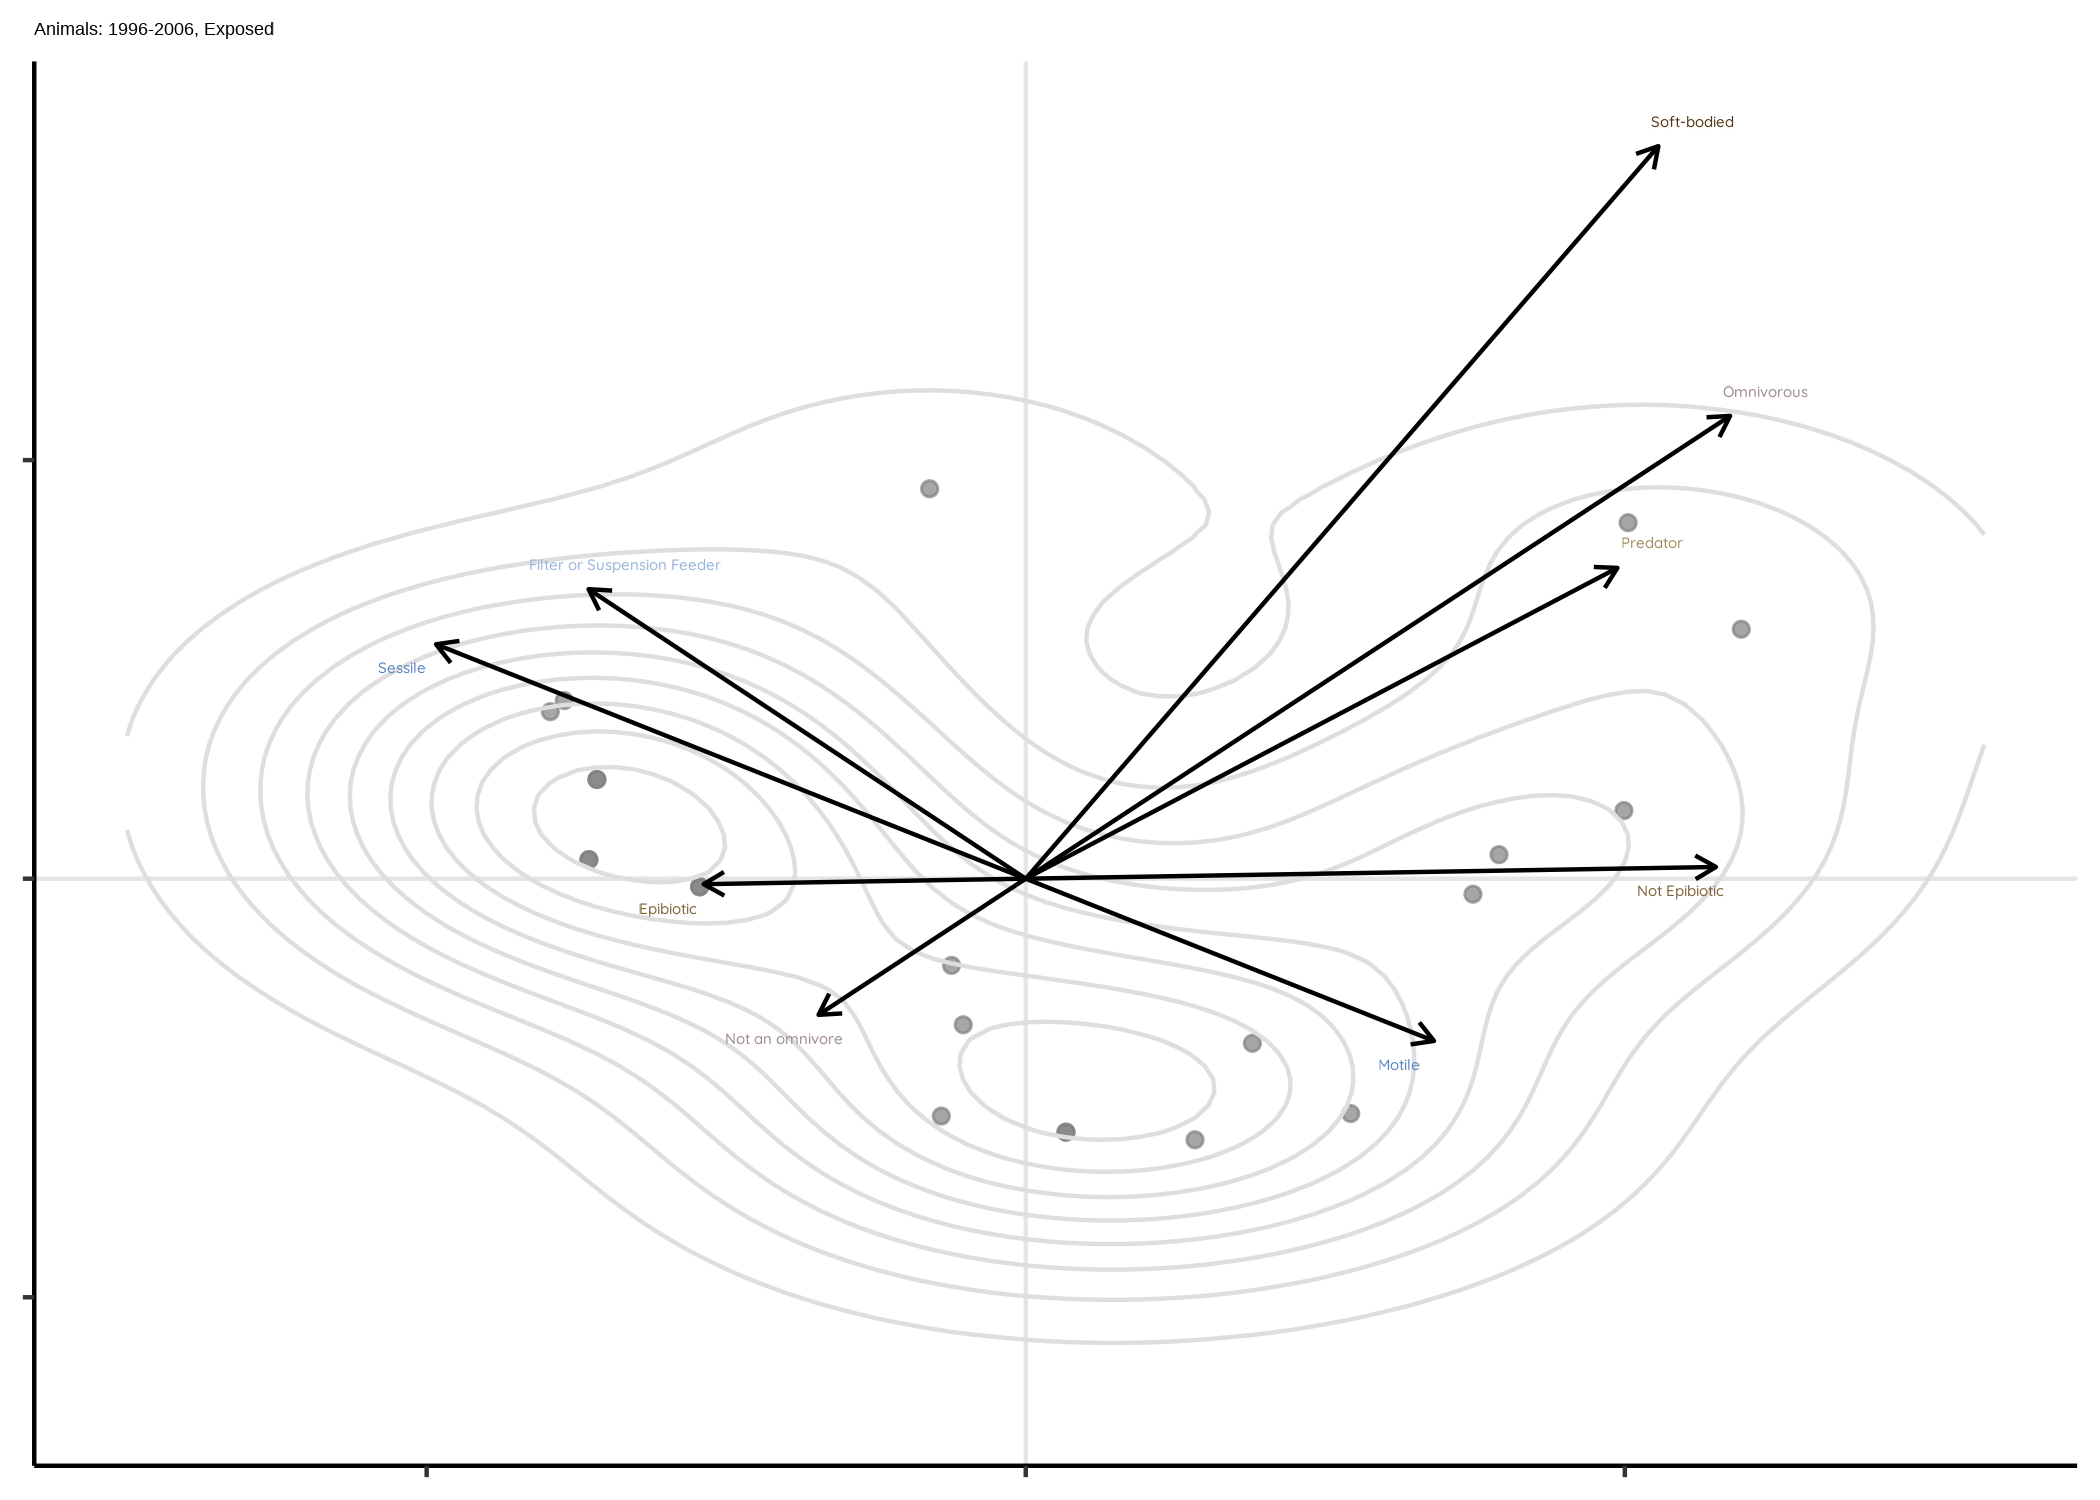 Animals: 1996-2006, Exposed
Soft-bodied
Omnivorous
Predator
Filter or Suspension Feeder
Sessile
Not Epibiotic
Epibiotic
Not an omnivore
Motile